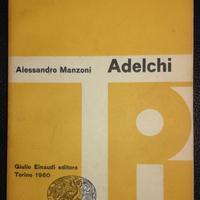 Alessandro Manzoni Adelchi
Giulio Einaudi editore
Torino 1960